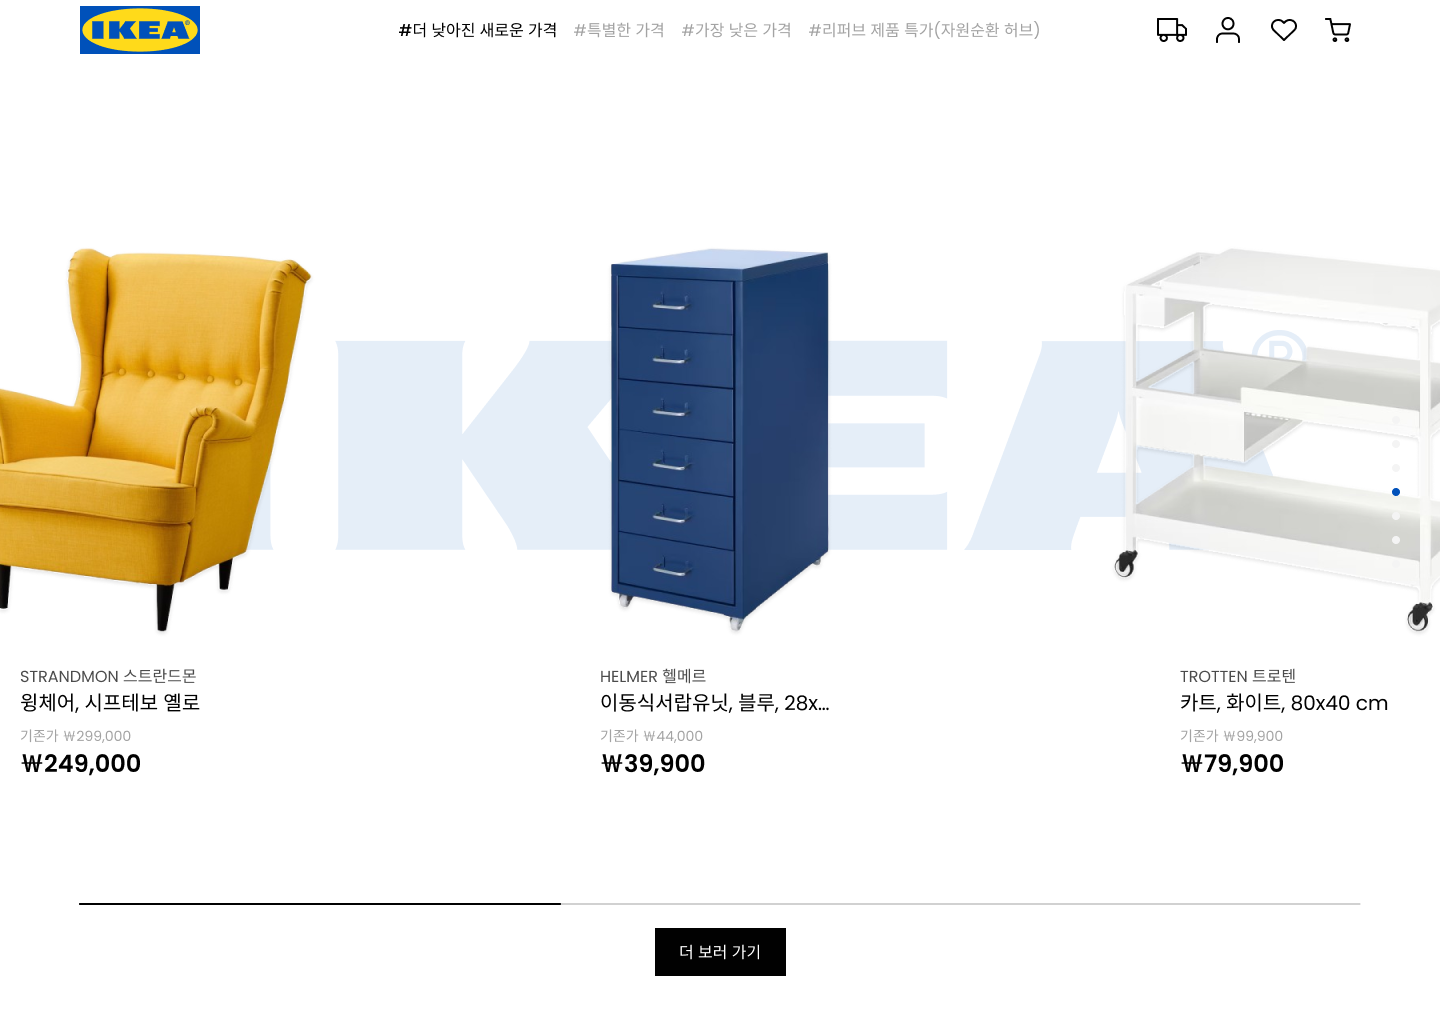 IKEA
#더 낮아진 새로운 가격 #특별한 가격 #가장 낮은 가격 #리퍼브 제품 특가(자원순환 허브)
IKEA®
STRANDMON 스트란드몬
윙체어, 시프테보 옐로
기존가 ₩299,000
₩249,000
HELMER 헬메르
이동식서랍유닛, 블루, 28x...
기존가 ₩44,000
₩39,900
TROTTEN 트로텐
카트, 화이트, 80x40 cm
기존가 ₩99,900
₩79,900
더 보러 가기